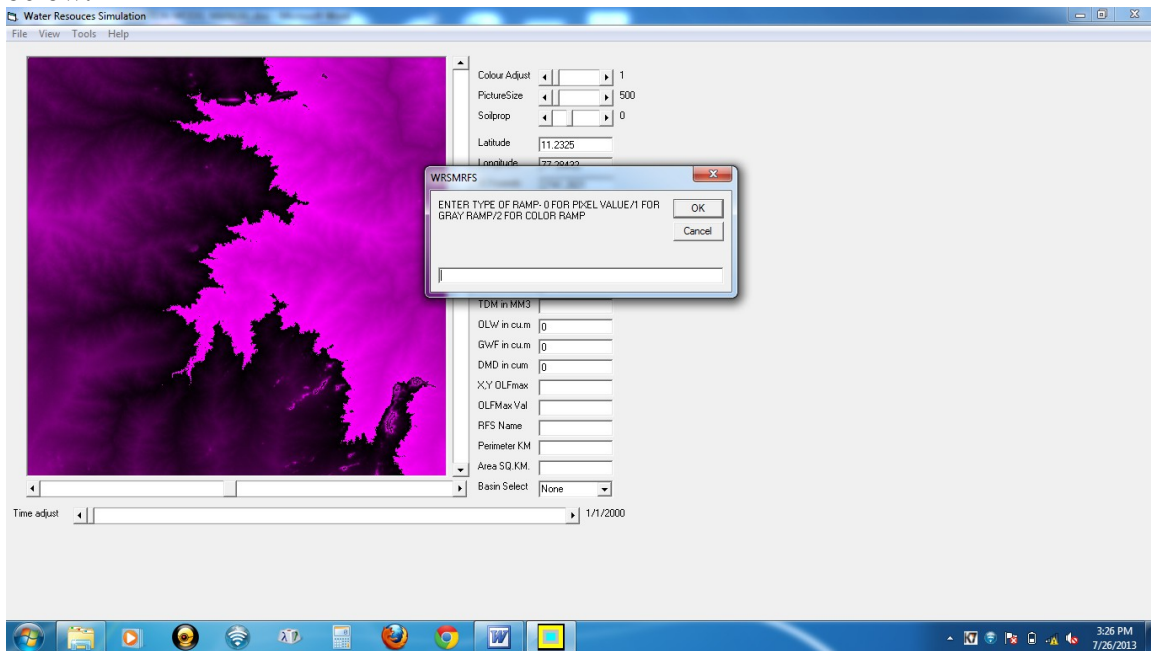 Water Resouces Simulation
File View Tools Help
Colour Adjust 1
PictureSize 500
Soilprop 0
Latitude 11.2325
Longitude 77.28432
WRSMRFS
ENTER TYPE OF RAMP- 0 FOR PIXEL VALUE/1 FOR
GRAY RAMP/2 FOR COLOR RAMP
OK
Cancel
TDM in MM3
OLW in cu.m 0
GWF in cu.m 0
DMD in cum 0
X,Y OLFmax
OLFMax Val
RFS Name
Perimeter KM
Area SQ.KM.
Basin Select None
Time adjust 1/1/2000
3:26 PM
7/26/2013